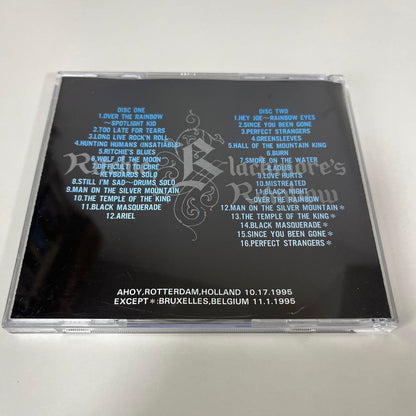 DISC ONE
1.OVER THE RAINBOW
~SPOTLIGHT KID
2.TOO LATE FOR TEARS
3.LONG LIVE ROCK'N ROLL
4.HUNTING HUMANS (INSATIABLE)
5.RITCHIE'S BLUES
6.WOLF OF THE MOON
7.DIFFICULT TO CURE
~KEYBOARDS SOLO
8.STILL I'M SAD~DRUMS SOLO
9.MAN ON THE SILVER MOUNTAIN
10.THE TEMPLE OF THE KING
11.BLACK MASQUERADE
12.ARIEL
DISC TWO
1.HEY JOE~RAINBOW EYES
2.SINCE YOU BEEN GONE
3.PERFECT STRANGERS
4.GREENSLEEVES
5.HALL OF THE MOUNTAIN KING
6.BURN
7.SMOKE ON THE WATER
8.ADLIB
9.LOVE HURTS
10.MISTREATED
11.BLACK NIGHT
~OVER THE RAINBOW
12.MAN ON THE SILVER MOUNTAIN*
13.THE TEMPLE OF THE KING*
14.BLACK MASQUERADE*
15.SINCE YOU BEEN GONE*
16.PERFECT STRANGERS*
Ritchie Blackmore's
Rainbow
AHOY,ROTTERDAM,HOLLAND 10.17.1995
EXCEPT*:BRUXELLES,BELGIUM 11.1.1995